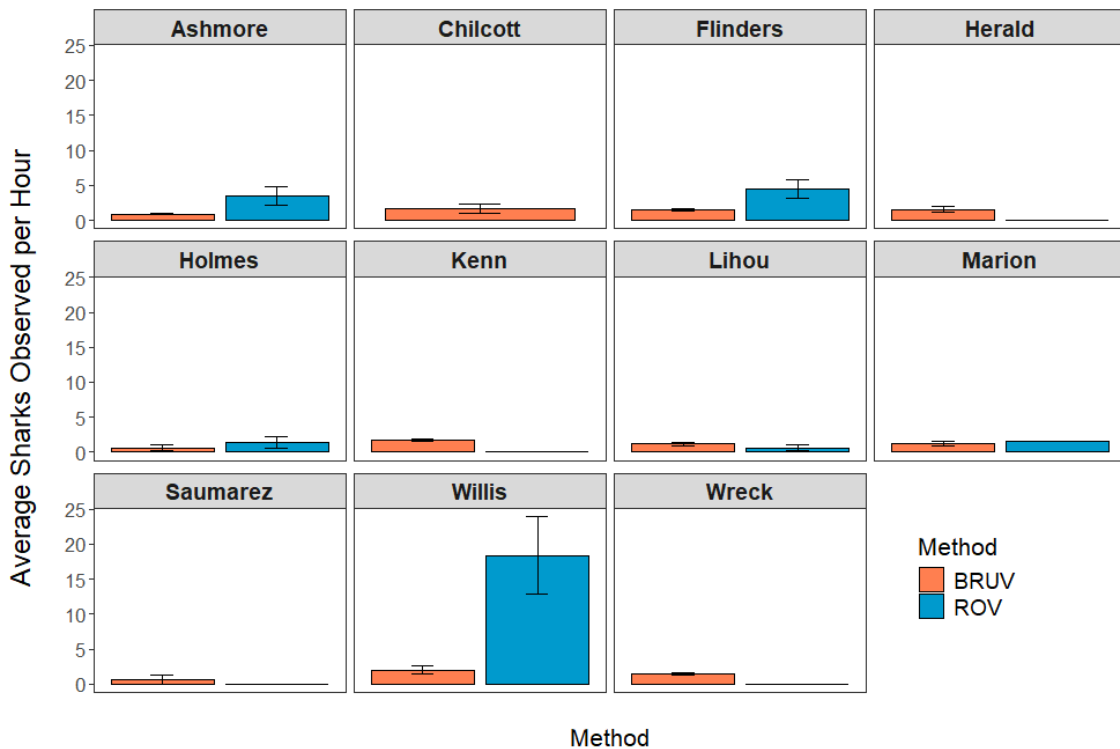 Average Sharks Observed per Hour
Ashmore Chilcott Flinders Herald
25
20
15
10
5
0
Holmes Kenn Lihou Marion
25
20
15
10
5
0
Saumarez Willis Wreck
25
20
15
10
5
0
Method
BRUV
ROV
Method